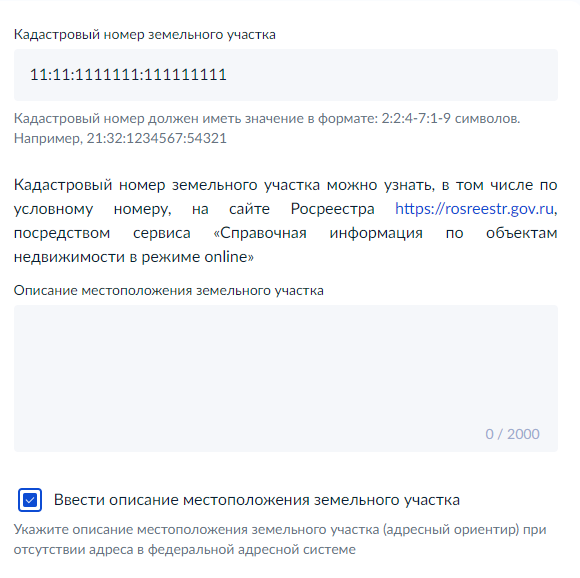 Кадастровый номер земельного участка
11:11:1111111:111111111
Кадастровый номер должен иметь значение в формате: 2:2:4-7:1-9 символов.
Например, 21:32:1234567:54321
Кадастровый номер земельного участка можно узнать, в том числе по
условному номеру, на сайте Росреестра https://rosreestr.gov.ru,
посредством сервиса «Справочная информация по объектам
недвижимости в режиме online»
Описание местоположения земельного участка
0 / 2000
Ввести описание местоположения земельного участка
Укажите описание местоположения земельного участка (адресный ориентир) при
отсутствии адреса в федеральной адресной системе